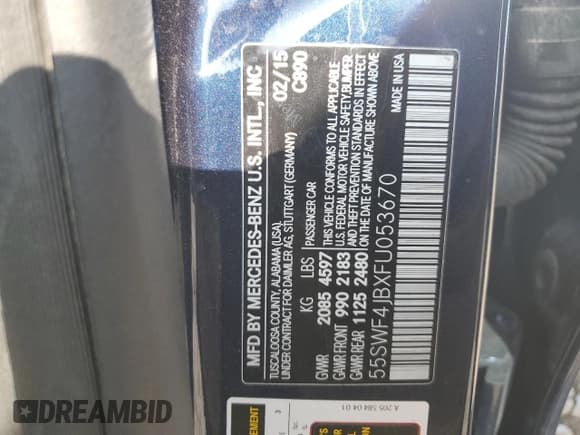 MFD BY MERCEDES-BENZ U.S. INTL., INC
TUSCALOOSA COUNTY, ALABAMA (USA),
UNDER CONTRACT FOR DAIMLER AG, STUTTGART (GERMANY)
02/15
C890
KG LBS PASSENGER CAR
GVWR 2085 4597 THIS VEHICLE CONFORMS TO ALL APPLICABLE
GAWR FRONT 990 2183 U.S. FEDERAL MOTOR VEHICLE SAFETY, BUMPER,
GAWR REAR 1125 2480 AND THEFT PREVENTION STANDARDS IN EFFECT
ON THE DATE OF MANUFACTURE SHOWN ABOVE
55SWF4JBXFU053670
MADE IN USA
A 205 584 04 01
DREAMBID